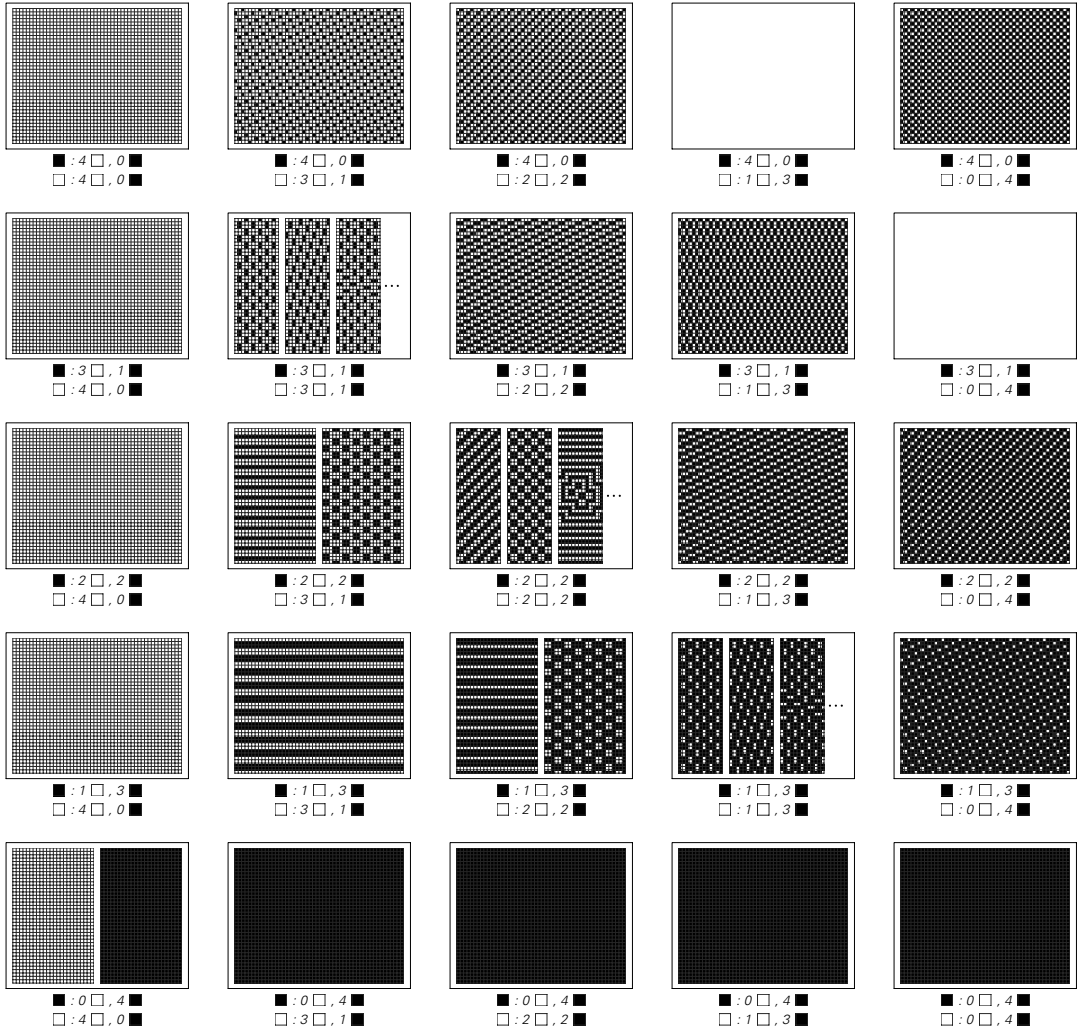 ■ : 4 □ , 0 ■
□ : 4 □ , 0 ■
■ : 4 □ , 0 ■
□ : 3 □ , 1 ■
■ : 4 □ , 0 ■
□ : 2 □ , 2 ■
■ : 4 □ , 0 ■
□ : 1 □ , 3 ■
■ : 4 □ , 0 ■
□ : 0 □ , 4 ■
■ : 3 □ , 1 ■
□ : 4 □ , 0 ■
...
■ : 3 □ , 1 ■
□ : 3 □ , 1 ■
■ : 3 □ , 1 ■
□ : 2 □ , 2 ■
■ : 3 □ , 1 ■
□ : 1 □ , 3 ■
■ : 3 □ , 1 ■
□ : 0 □ , 4 ■
■ : 2 □ , 2 ■
□ : 4 □ , 0 ■
■ : 2 □ , 2 ■
□ : 3 □ , 1 ■
...
■ : 2 □ , 2 ■
□ : 2 □ , 2 ■
■ : 2 □ , 2 ■
□ : 1 □ , 3 ■
■ : 2 □ , 2 ■
□ : 0 □ , 4 ■
■ : 1 □ , 3 ■
□ : 4 □ , 0 ■
■ : 1 □ , 3 ■
□ : 3 □ , 1 ■
■ : 1 □ , 3 ■
□ : 2 □ , 2 ■
...
■ : 1 □ , 3 ■
□ : 1 □ , 3 ■
■ : 1 □ , 3 ■
□ : 0 □ , 4 ■
■ : 0 □ , 4 ■
□ : 4 □ , 0 ■
■ : 0 □ , 4 ■
□ : 3 □ , 1 ■
■ : 0 □ , 4 ■
□ : 2 □ , 2 ■
■ : 0 □ , 4 ■
□ : 1 □ , 3 ■
■ : 0 □ , 4 ■
□ : 0 □ , 4 ■